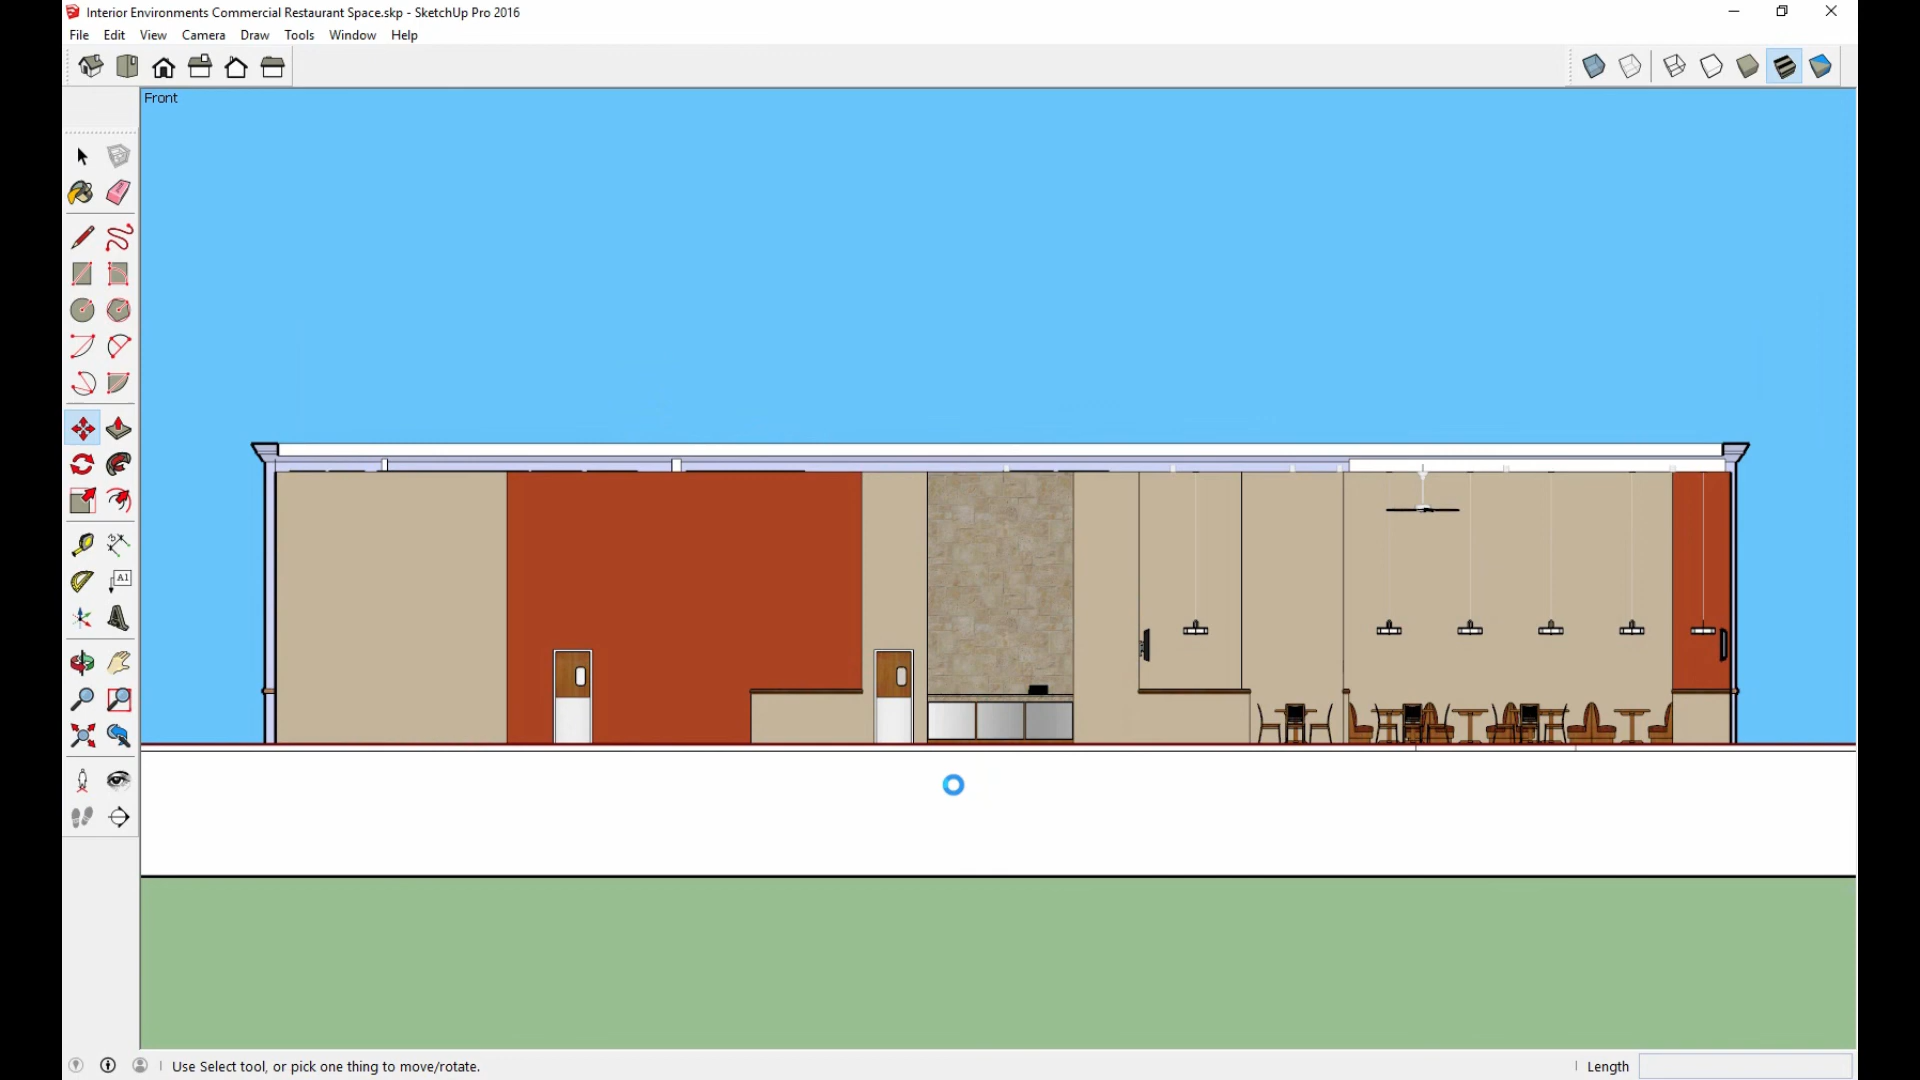 Interior Environments Commercial Restaurant Space.skp - SketchUp Pro 2016
File Edit View Camera Draw Tools Window Help
Front
A1
Use Select tool, or pick one thing to move/rotate.
Length